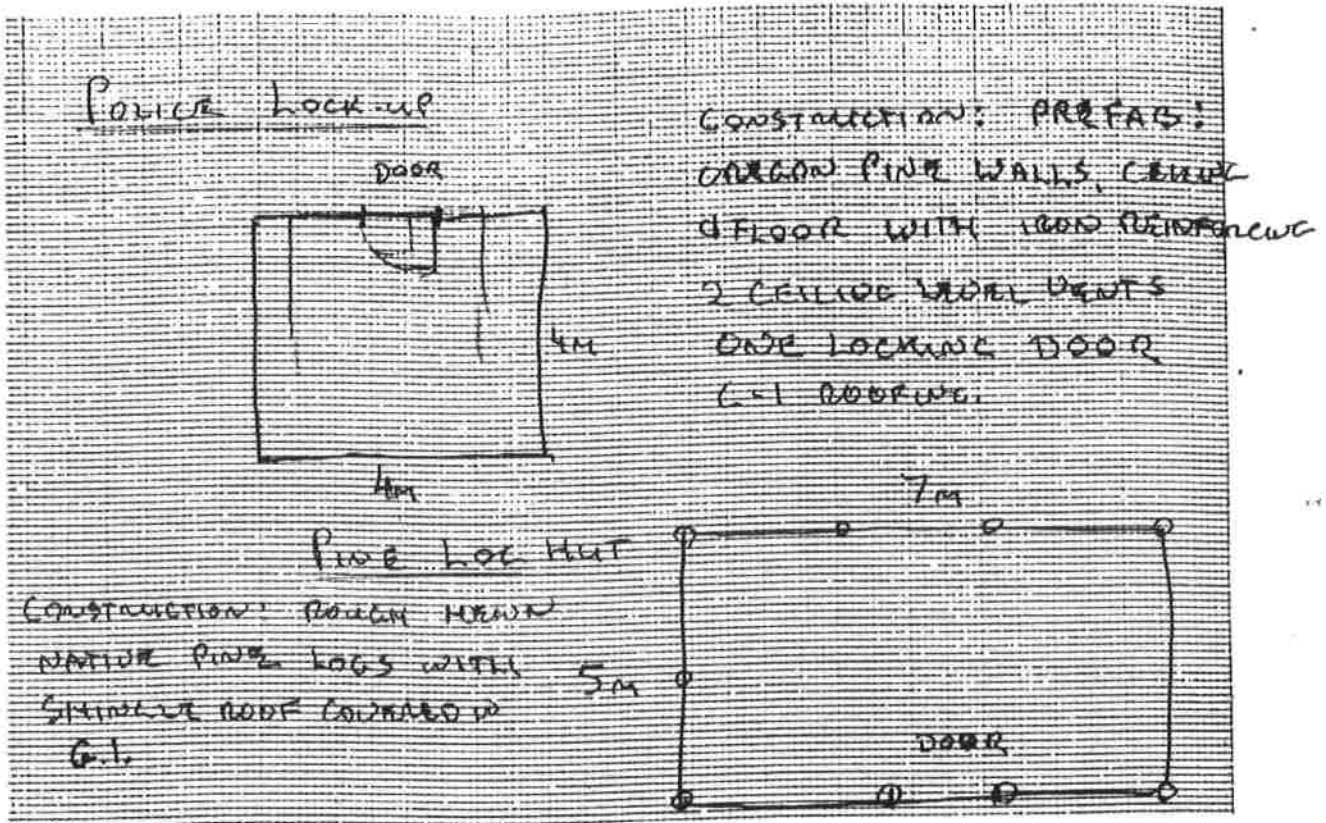 POLICE LOCK-UP
DOOR
4M
4M
CONSTRUCTION: PREFAB:
OREGON PINE WALLS, CEILING
& FLOOR WITH IRON REINFORCING
2 CEILING LEVEL VENTS
ONE LOCKING DOOR
ROOFING.
PINE LOG HUT
CONSTRUCTION: ROUGH HEWN
NATIVE PINE LOGS WITH
SHINGLE ROOF COVERED IN
G.I.
7M
5M
DOOR